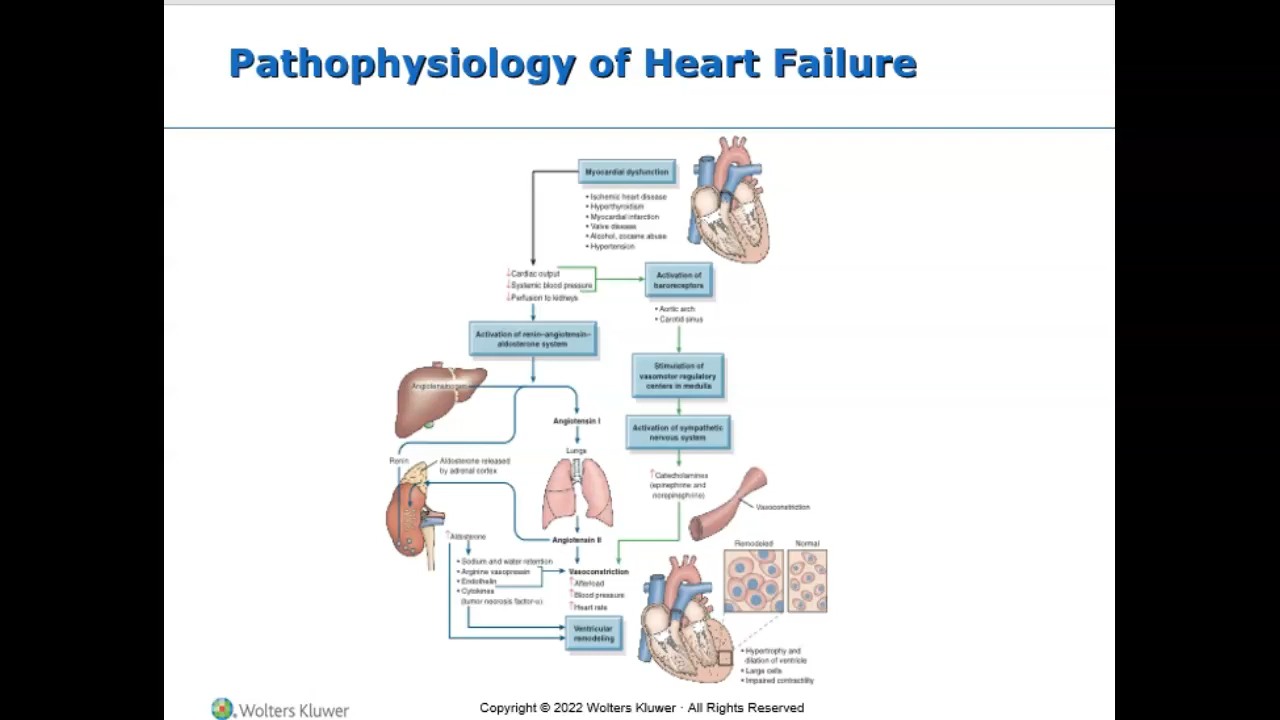 Pathophysiology of Heart Failure
Myocardial dysfunction
• Ischemic heart disease
• Hyperthyroidism
• Myocardial infarction
• Valve disease
• Alcohol, cocaine abuse
• Hypertension
↓Cardiac output
↓Systemic blood pressure
↓Perfusion to kidneys
Activation of
baroreceptors
• Aortic arch
• Carotid sinus
Activation of renin–angiotensin–
aldosterone system
Stimulation of
vasomotor regulatory
centers in medulla
Angiotensinogen
Angiotensin I
Activation of sympathetic
nervous system
Lungs
Renin
Aldosterone released
by adrenal cortex
↑Catecholamines
(epinephrine and
norepinephrine)
Vasoconstriction
↑Aldosterone
Angiotensin II
Remodeled
Normal
• Sodium and water retention
• Arginine vasopressin
• Endothelin
• Cytokines
(tumor necrosis factor-α)
Vasoconstriction
↑Afterload
↑Blood pressure
↑Heart rate
Ventricular
remodeling
• Hypertrophy and
dilation of ventricle
• Large cells
• Impaired contractility
Wolters Kluwer
Copyright © 2022 Wolters Kluwer · All Rights Reserved